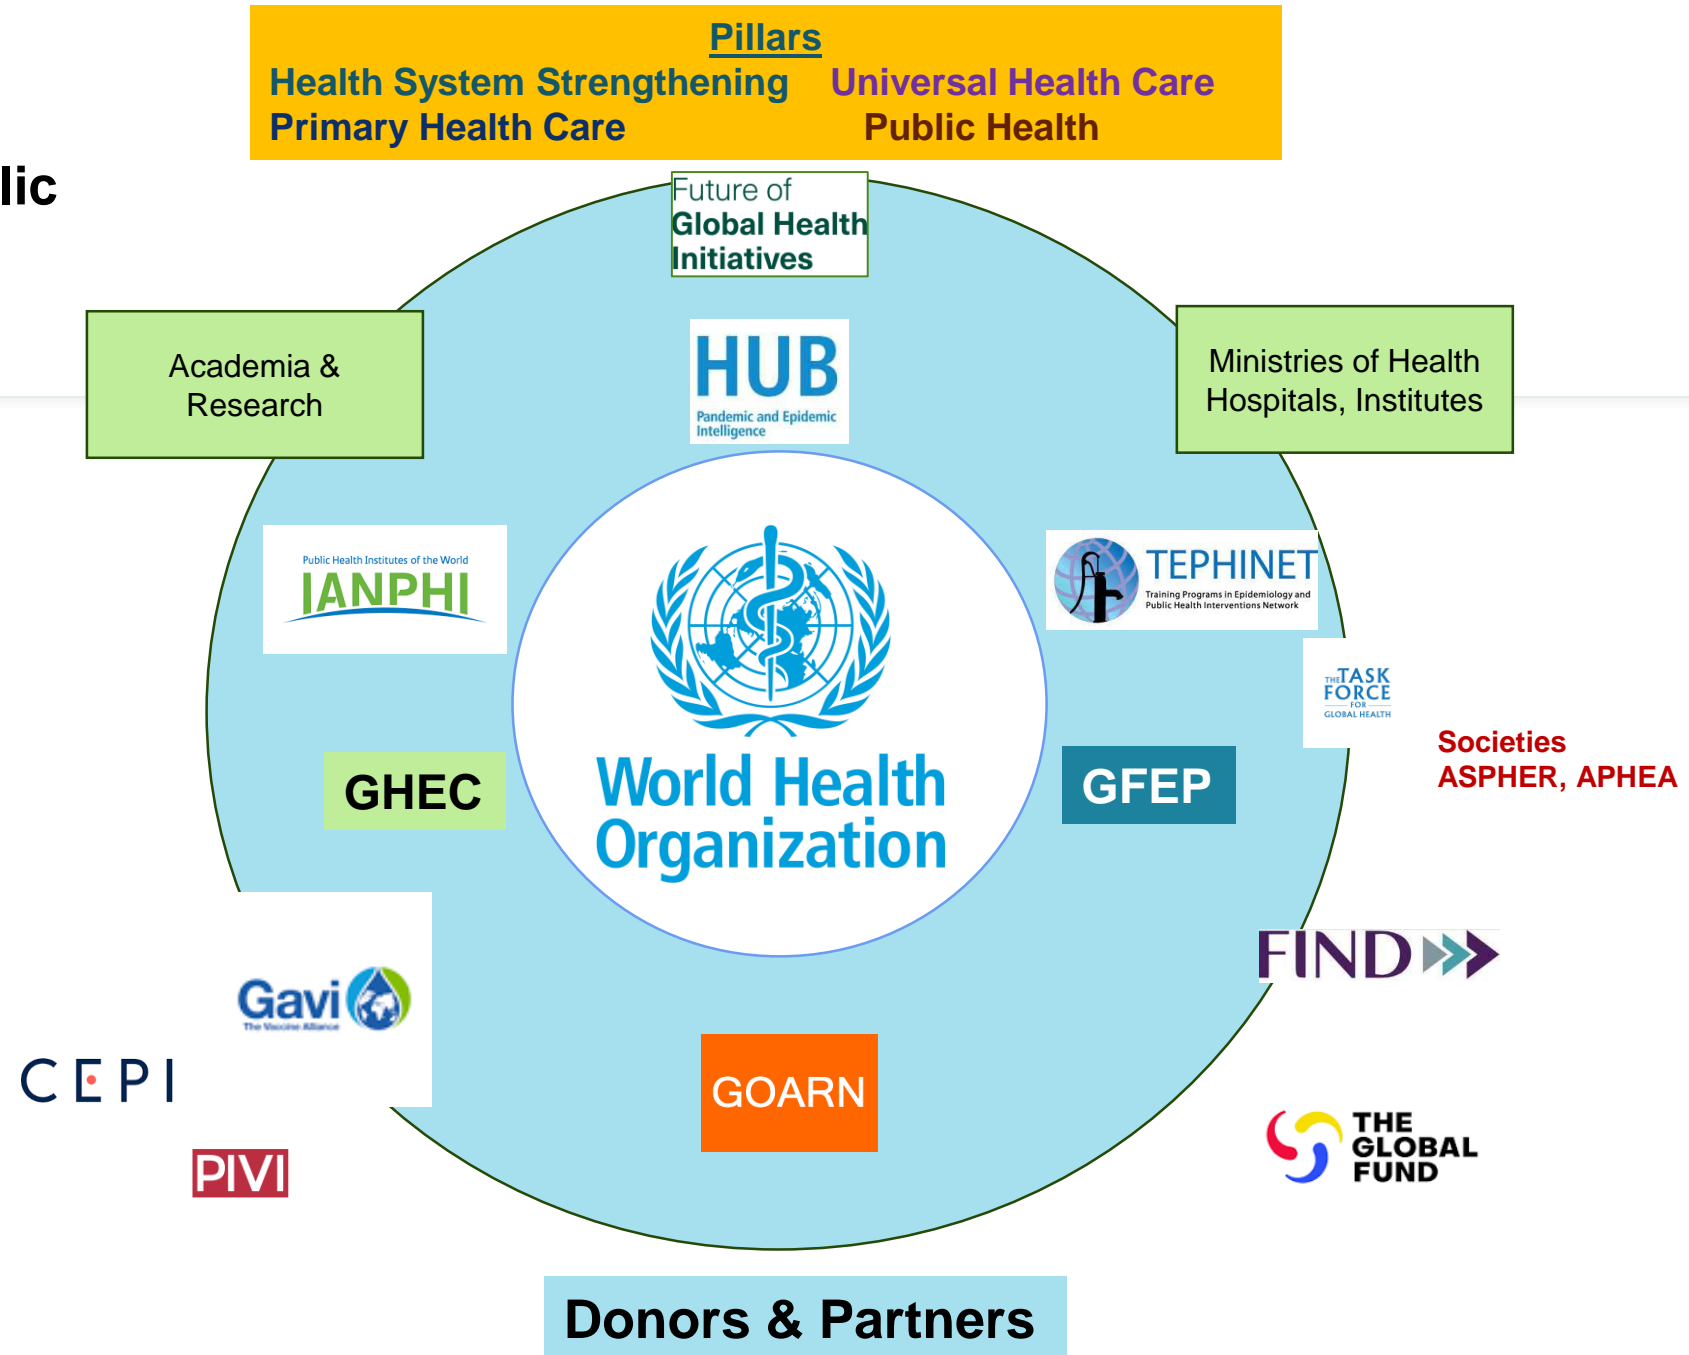 Pillars
Health System Strengthening Universal Health Care
Primary Health Care Public Health
lic
Future of
Global Health
Initiatives
Academia &
Research
Ministries of Health
Hospitals, Institutes
HUB
Pandemic and Epidemic
Intelligence
Public Health Institutes of the World
IANPHI
TEPHINET
Training Programs in Epidemiology and
Public Health Interventions Network
THE TASK
FORCE
FOR
GLOBAL HEALTH
Societies
ASPHER, APHEA
World Health
Organization
GHEC
GFEP
Gavi
The Vaccine Alliance
FIND
CEPI
GOARN
THE
GLOBAL
FUND
PIVI
Donors & Partners